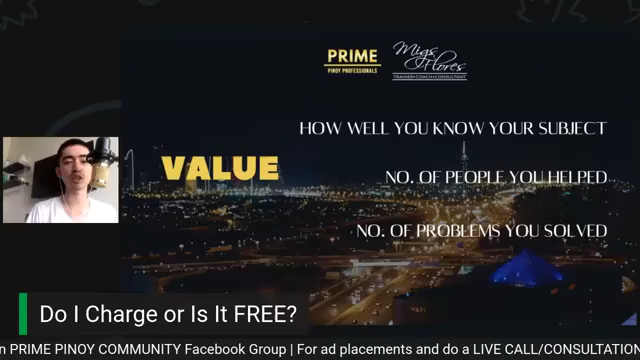 PRIME
PINOY PROFESSIONALS
Migs Flores
TRAINER•COACH•CONSULTANT
HOW WELL YOU KNOW YOUR SUBJECT
VALUE
NO. OF PEOPLE YOU HELPED
NO. OF PROBLEMS YOU SOLVED
Do I Charge or Is It FREE?
n PRIME PINOY COMMUNITY Facebook Group | For ad placements and do a LIVE CALL/CONSULTATION